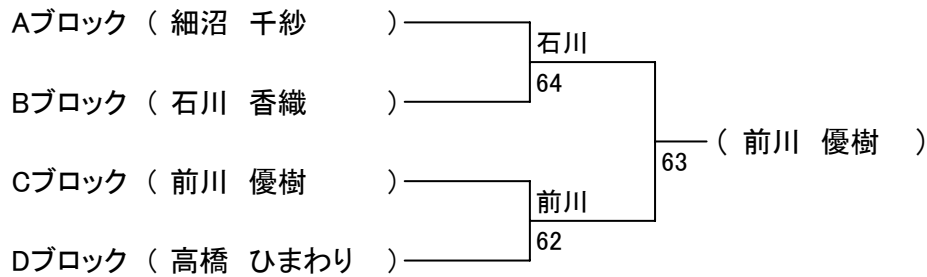 Aブロック ( 細沼 千紗 )
石川
64
Bブロック ( 石川 香織 )
( 前川 優樹 )
63
Cブロック ( 前川 優樹 )
前川
62
Dブロック ( 高橋 ひまわり )